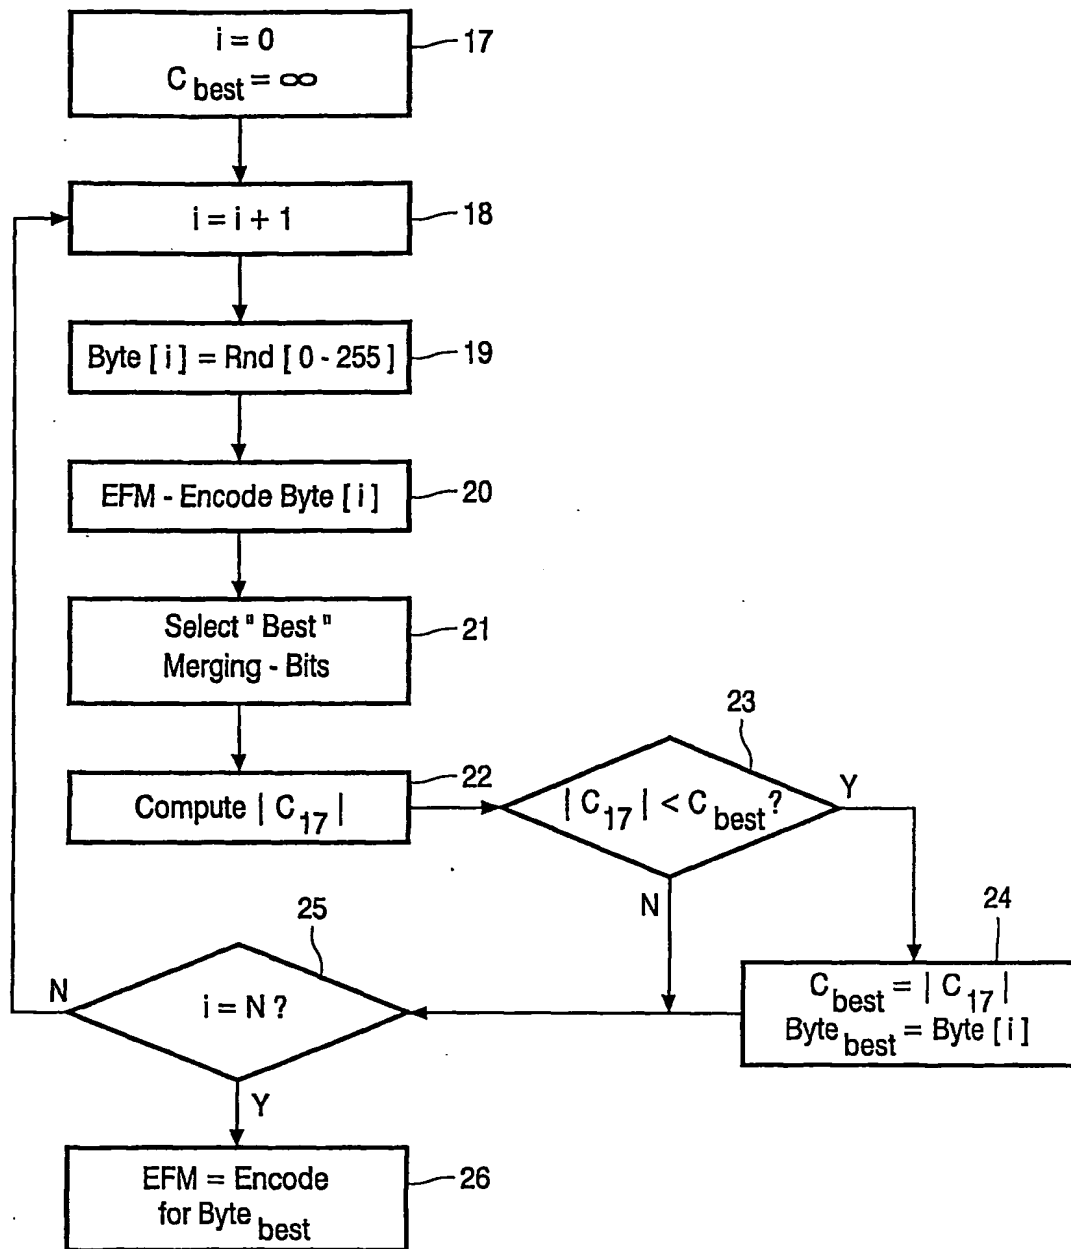 i = 0
C best = ∞
17
i = i + 1
18
Byte [ i ] = Rnd [ 0 - 255 ]
19
EFM - Encode Byte [ i ]
20
Select " Best "
Merging - Bits
21
Compute | C 17 |
22
| C 17 | < C best ?
23
Y
N
24
C best = | C 17 |
Byte best = Byte [ i ]
25
N
i = N ?
Y
EFM = Encode
for Byte best
26